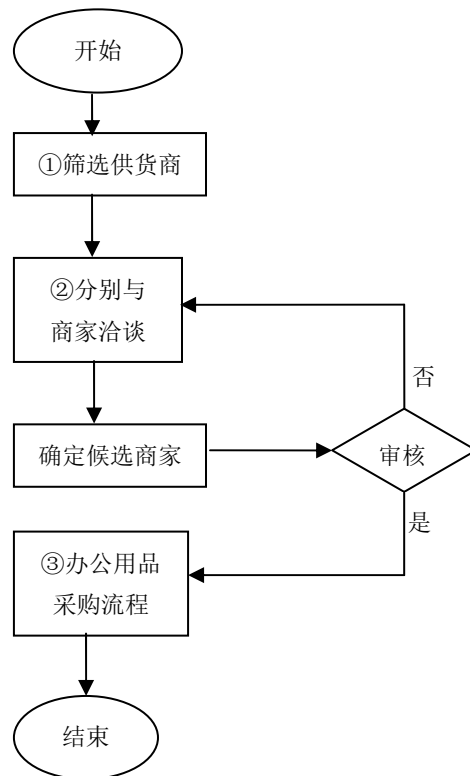 开始
①筛选供货商
②分别与
商家洽谈
否
确定候选商家
审核
是
③办公用品
采购流程
结束